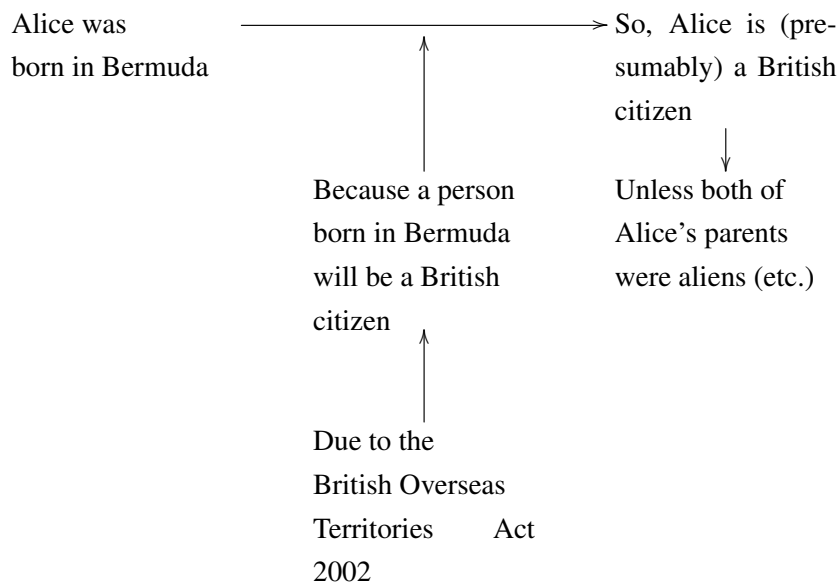 Alice was
born in Bermuda
So, Alice is (pre-
sumably) a British
citizen
Because a person
born in Bermuda
will be a British
citizen
Unless both of
Alice's parents
were aliens (etc.)
Due to the
British Overseas
Territories Act
2002